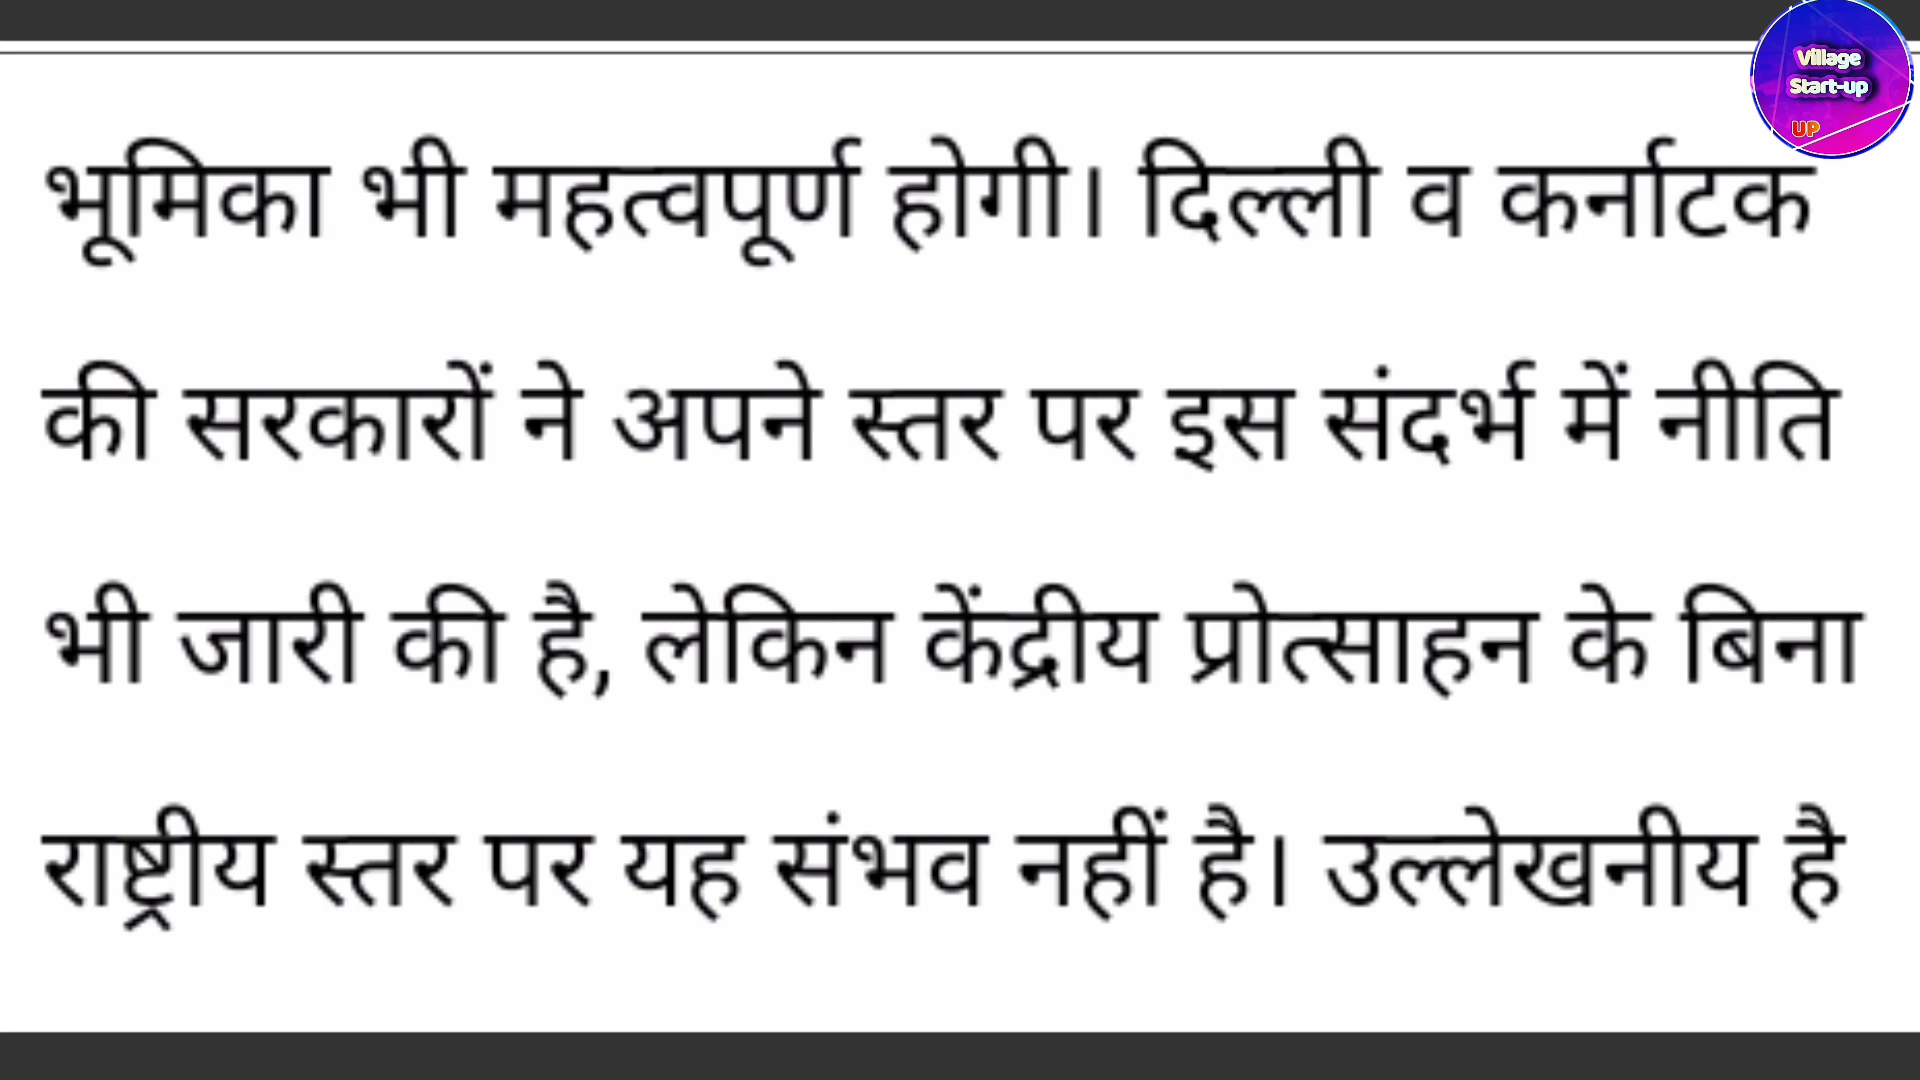 Village
Start-up
UP
भूमिका भी महत्वपूर्ण होगी। दिल्ली व कर्नाटक
की सरकारों ने अपने स्तर पर इस संदर्भ में नीति
भी जारी की है, लेकिन केंद्रीय प्रोत्साहन के बिना
राष्ट्रीय स्तर पर यह संभव नहीं है। उल्लेखनीय है